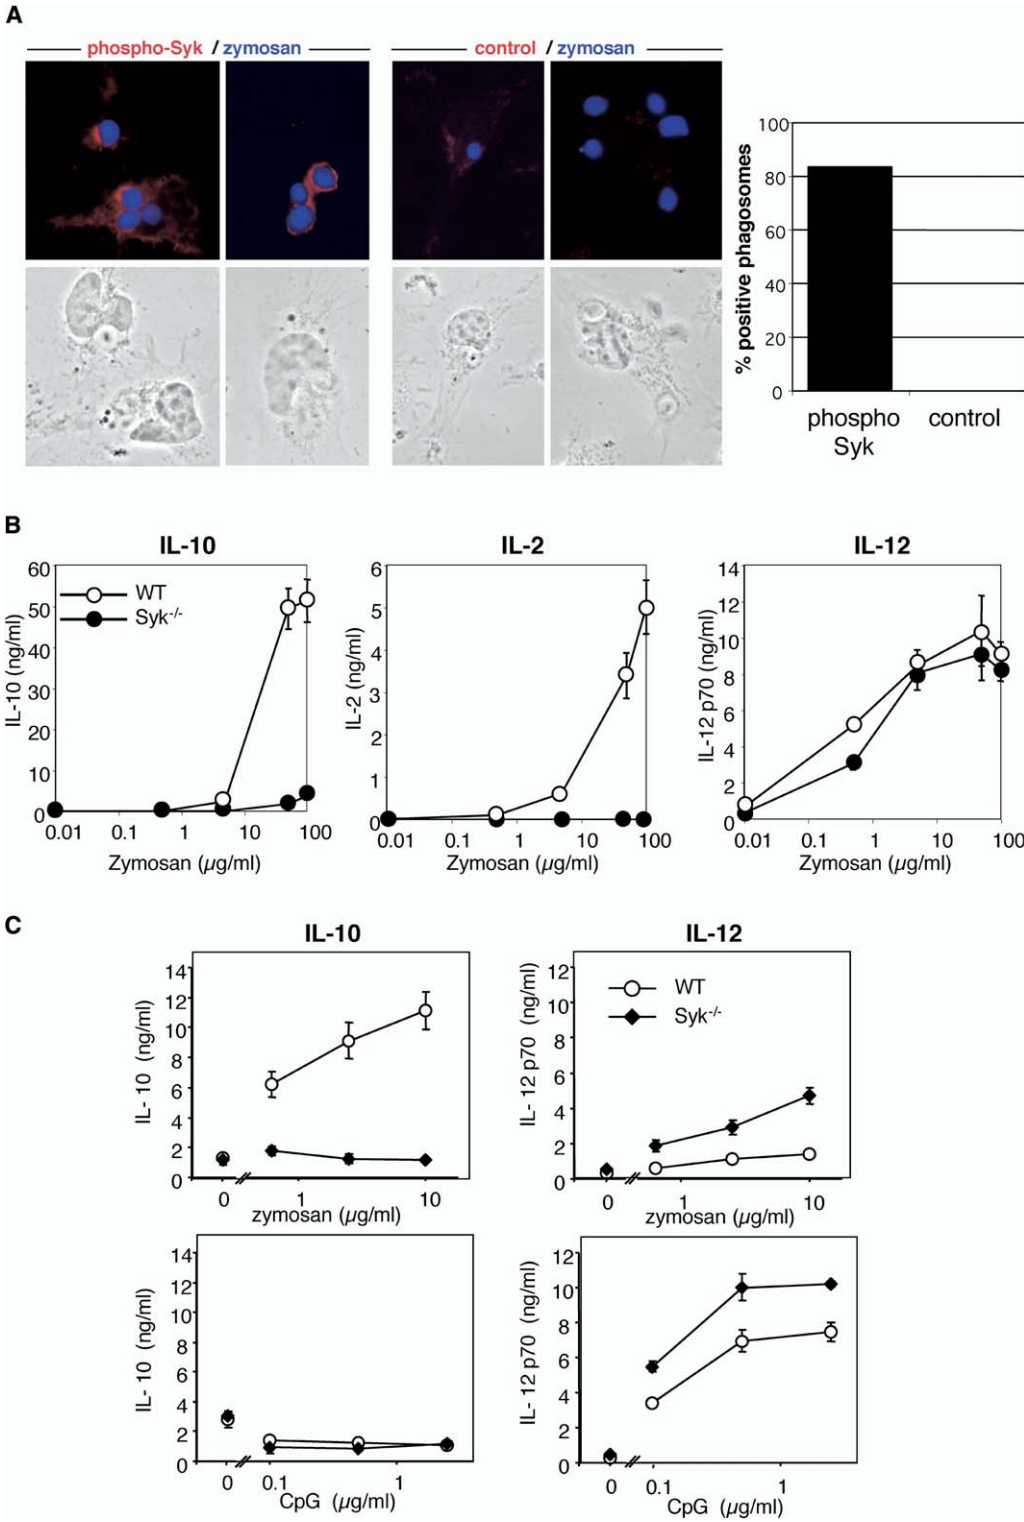 A
phospho-Syk / zymosan
control / zymosan
% positive phagosomes
100
80
60
40
20
0
phospho
Syk
control
B
IL-10
IL-10 (ng/ml)
60
50
40
30
20
10
0
WT
Syk-/-
0.01 0.1 1 10 100
Zymosan (µg/ml)
IL-2
IL-2 (ng/ml)
6
5
4
3
2
1
0
0.01 0.1 1 10 100
Zymosan (µg/ml)
IL-12
IL-12 p70 (ng/ml)
14
12
10
8
6
4
2
0
0.01 0.1 1 10 100
Zymosan (µg/ml)
C
IL-10
IL- 10 (ng/ml)
14
12
10
8
6
4
2
0
0 1 10
zymosan (µg/ml)
IL-12
IL- 12 p70 (ng/ml)
12
10
8
6
4
2
0
WT
Syk-/-
0 1 10
zymosan (µg/ml)
IL- 10 (ng/ml)
14
12
10
8
6
4
2
0
0 0.1 1
CpG (µg/ml)
IL- 12 p70 (ng/ml)
12
10
8
6
4
2
0
0 0.1 1
CpG (µg/ml)